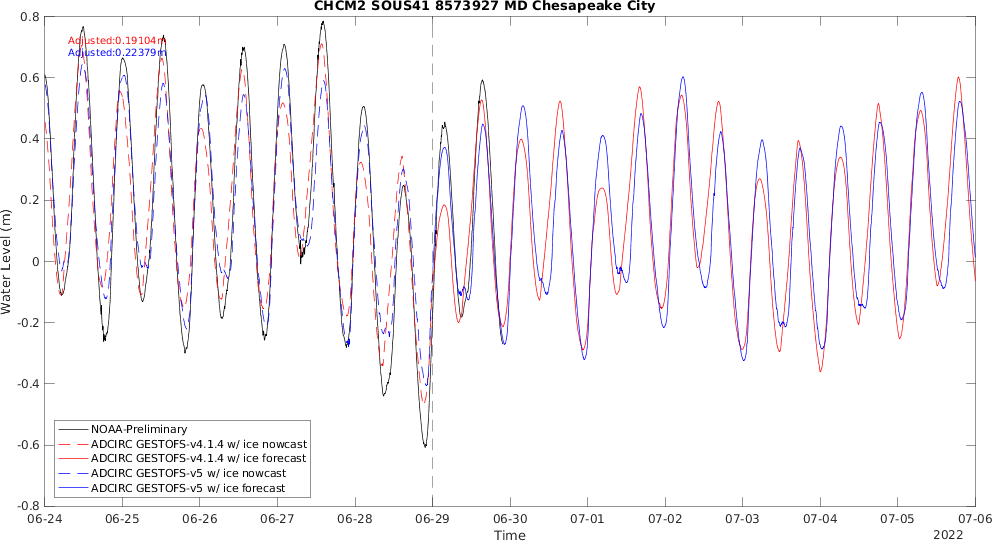 CHCM2 SOUS41 8573927 MD Chesapeake City
Adjusted:0.19104m
Adjusted:0.22379m
Water Level (m)
0.8
0.6
0.4
0.2
0
-0.2
-0.4
-0.6
-0.8
NOAA-Preliminary
ADCIRC GESTOFS-v4.1.4 w/ ice nowcast
ADCIRC GESTOFS-v4.1.4 w/ ice forecast
ADCIRC GESTOFS-v5 w/ ice nowcast
ADCIRC GESTOFS-v5 w/ ice forecast
06-24 06-25 06-26 06-27 06-28 06-29 06-30 07-01 07-02 07-03 07-04 07-05 07-06
Time
2022